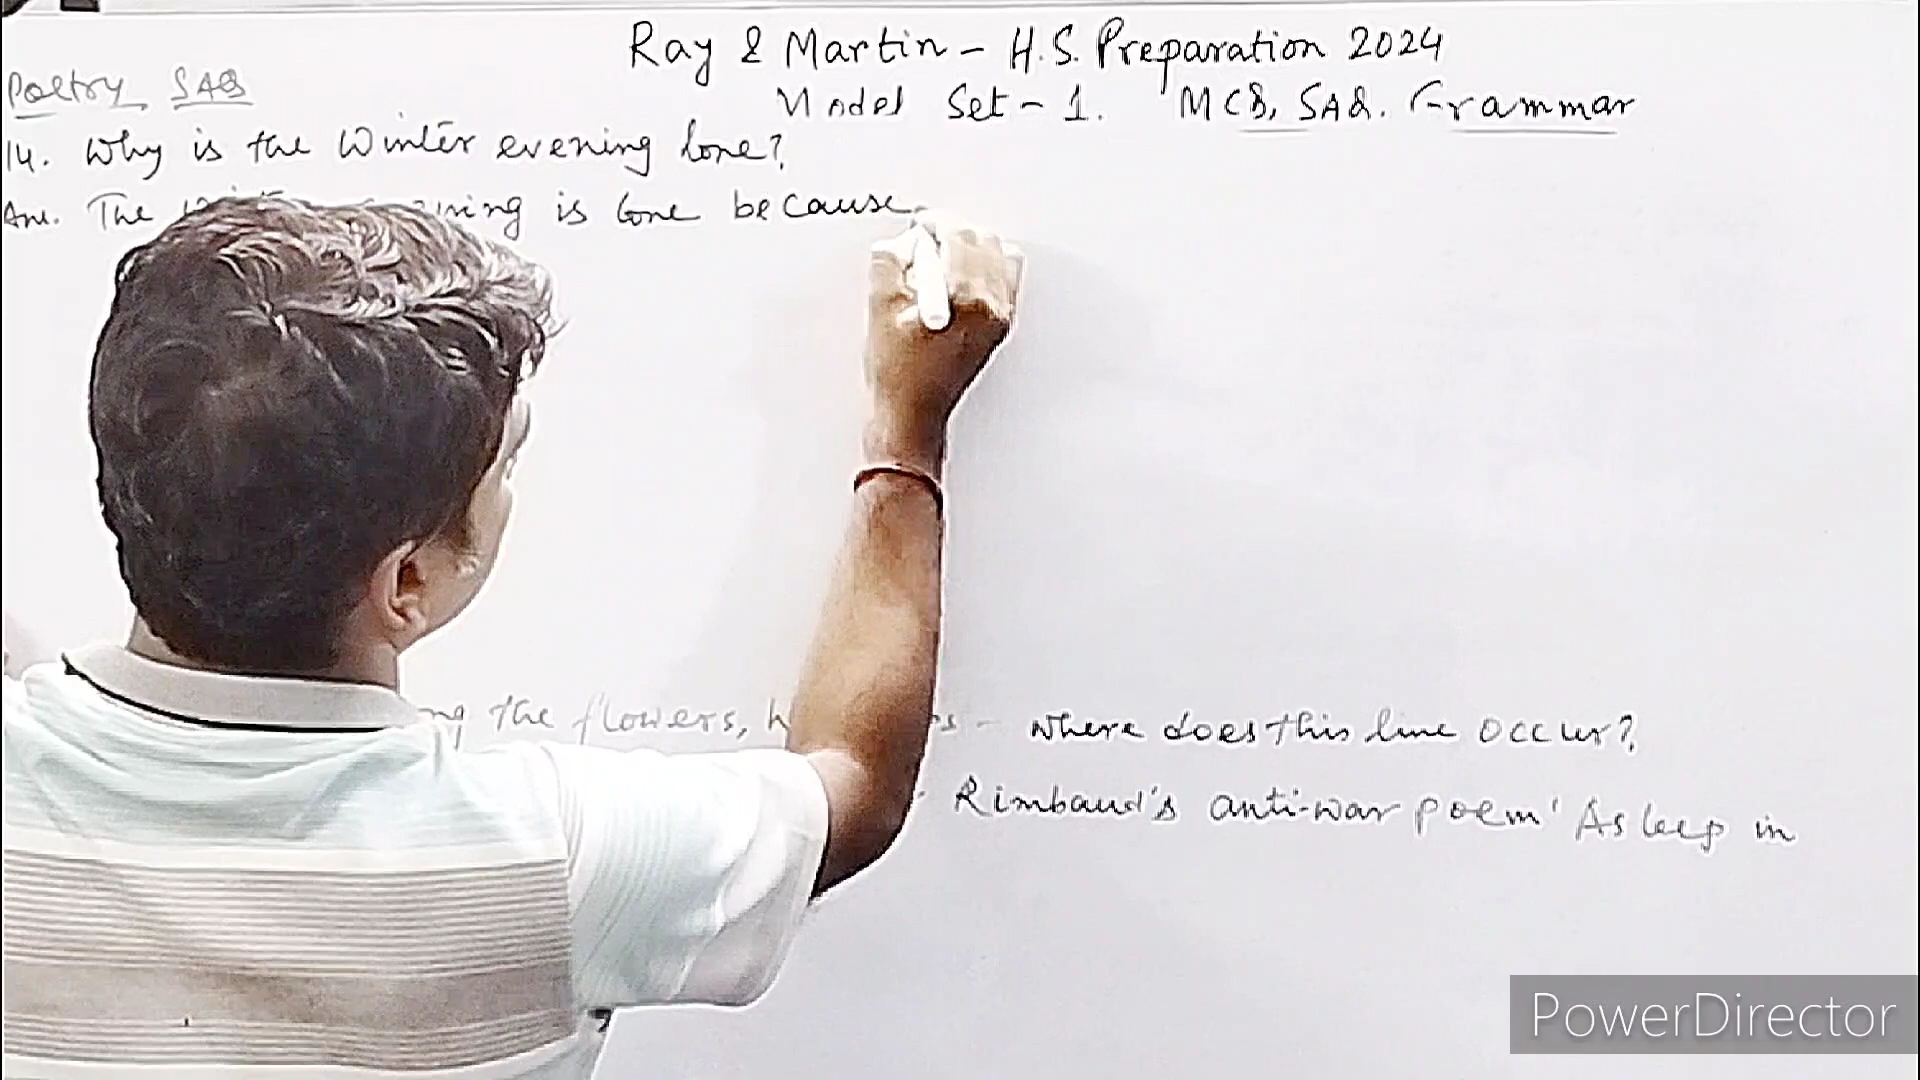 Ray & Martin - H.S. Preparation 2024
Model Set - 1. MCQ, SAQ. Grammar
Poetry SAQ
14. Why is the Winter evening lone?
Ans. The evening is lone because
the flowers, - Where does this line occur?
Rimbaud's anti-war poem 'Asleep in
PowerDirector